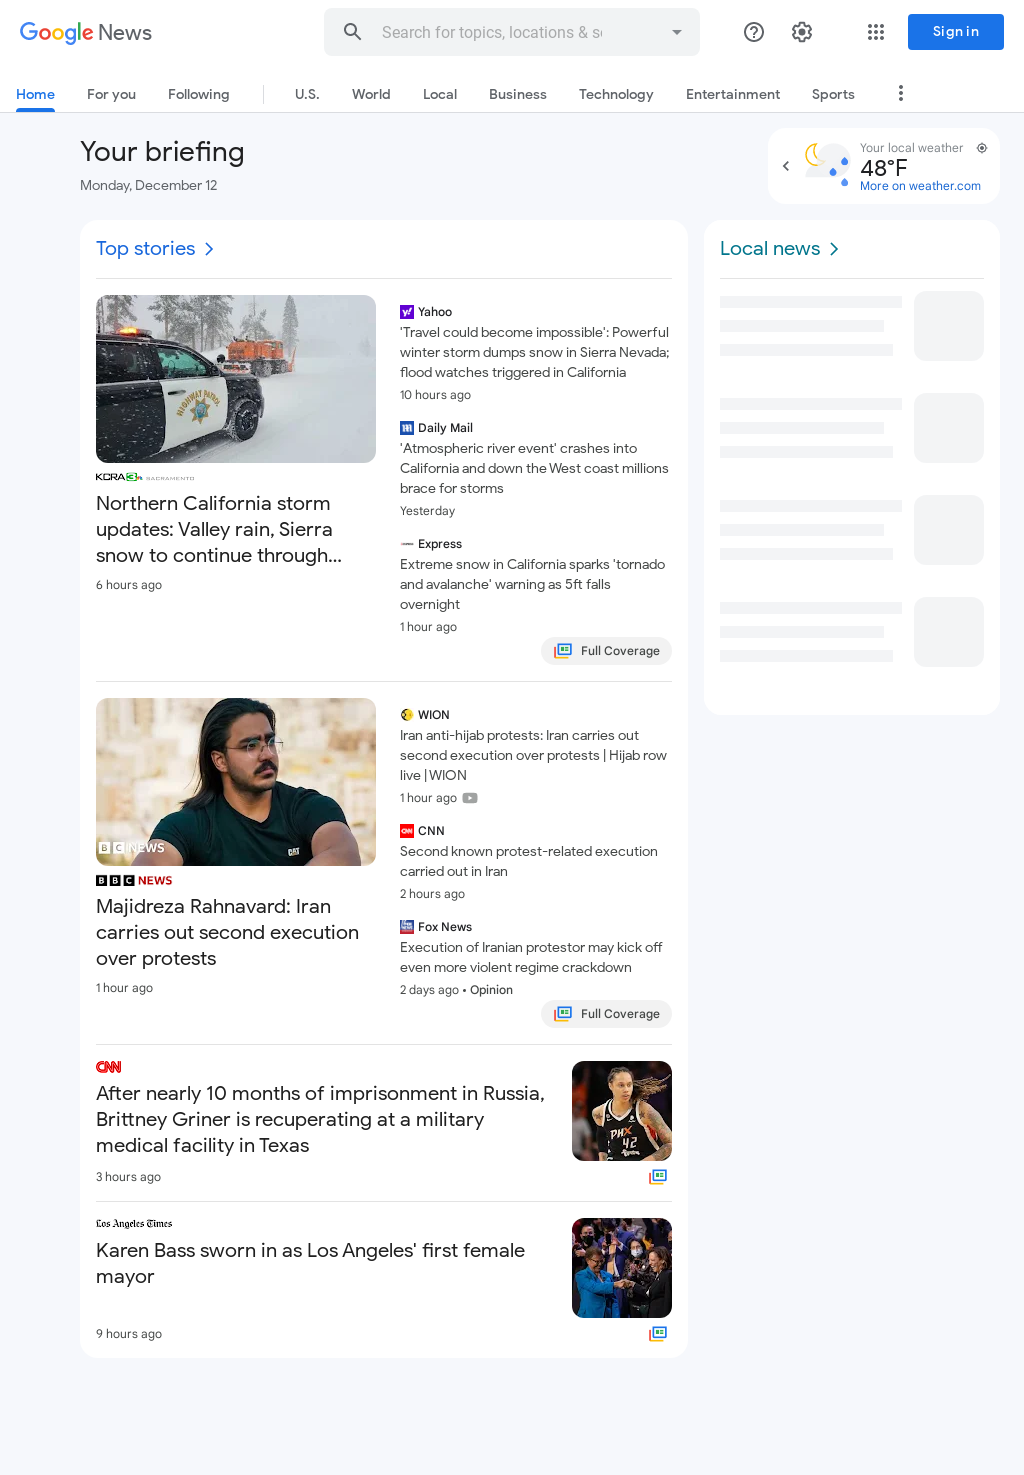 Google News
Search for topics, locations & so
Sign in
Home
For you
Following
U.S.
World
Local
Business
Technology
Entertainment
Sports
Your briefing
Monday, December 12
Your local weather
48°F
More on weather.com
Top stories
Local news
HIGHWAY PATROL
KCRA 3 SACRAMENTO
Northern California storm
updates: Valley rain, Sierra
snow to continue through...
6 hours ago
Yahoo
'Travel could become impossible': Powerful
winter storm dumps snow in Sierra Nevada;
flood watches triggered in California
10 hours ago
Daily Mail
'Atmospheric river event' crashes into
California and down the West coast millions
brace for storms
Yesterday
Express
Extreme snow in California sparks 'tornado
and avalanche' warning as 5ft falls
overnight
1 hour ago
Full Coverage
BBC NEWS
CAT
BBC NEWS
Majidreza Rahnavard: Iran
carries out second execution
over protests
1 hour ago
WION
Iran anti-hijab protests: Iran carries out
second execution over protests | Hijab row
live | WION
1 hour ago
CNN
Second known protest-related execution
carried out in Iran
2 hours ago
Fox News
Execution of Iranian protestor may kick off
even more violent regime crackdown
2 days ago • Opinion
Full Coverage
CNN
After nearly 10 months of imprisonment in Russia,
Brittney Griner is recuperating at a military
medical facility in Texas
3 hours ago
PHX
42
Los Angeles Times
Karen Bass sworn in as Los Angeles' first female
mayor
9 hours ago